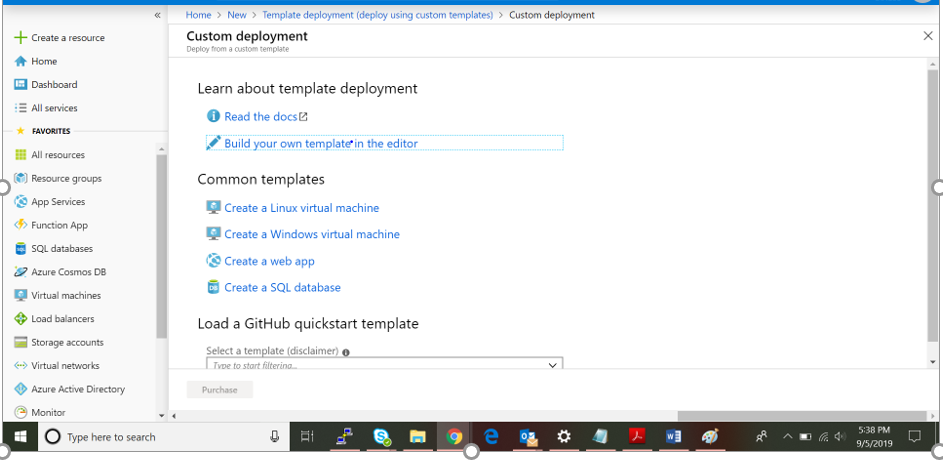 «
Home > New > Template deployment (deploy using custom templates) > Custom deployment
Create a resource
Home
Dashboard
All services
FAVORITES
All resources
Resource groups
App Services
Function App
SQL databases
Azure Cosmos DB
Virtual machines
Load balancers
Storage accounts
Virtual networks
Azure Active Directory
Monitor
Custom deployment
Deploy from a custom template
Learn about template deployment
Read the docs
Build your own template in the editor
Common templates
Create a Linux virtual machine
Create a Windows virtual machine
Create a web app
Create a SQL database
Load a GitHub quickstart template
Select a template (disclaimer)
Type to start filtering...
Purchase
Type here to search
5:38 PM
9/5/2019